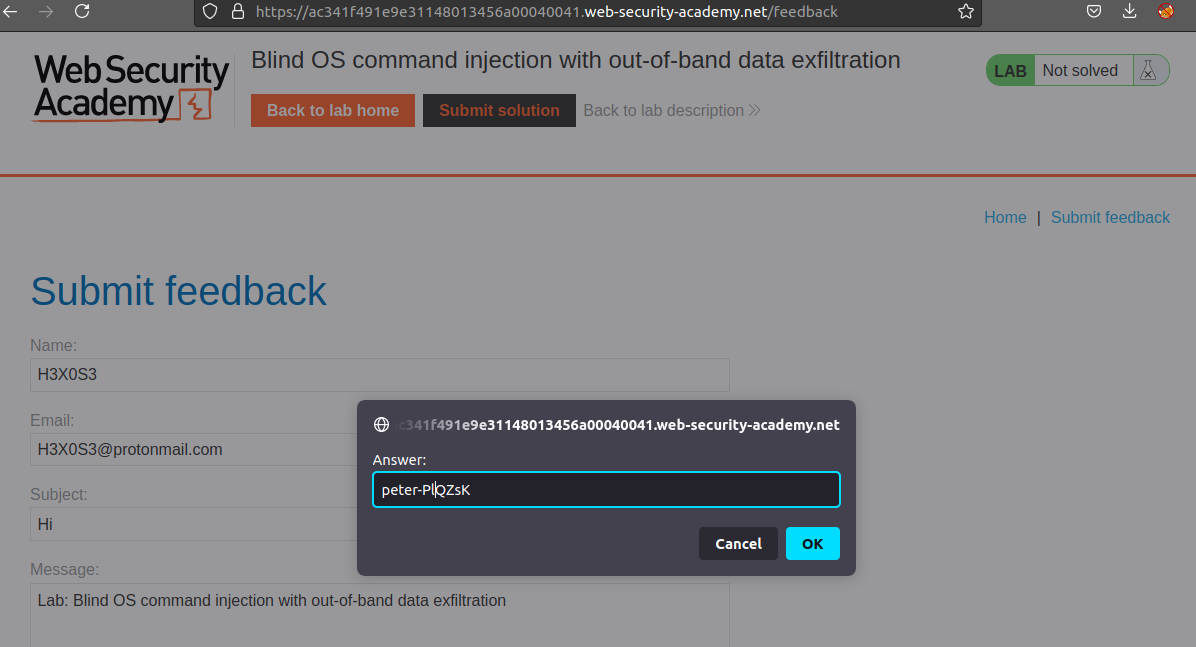 https://ac341f491e9e31148013456a00040041.web-security-academy.net/feedback
Web Security
Academy
Blind OS command injection with out-of-band data exfiltration
LAB Not solved
Back to lab home Submit solution Back to lab description
Home | Submit feedback
Submit feedback
Name:
H3X0S3
Email:
H3X0S3@protonmail.com
Subject:
Hi
Message:
Lab: Blind OS command injection with out-of-band data exfiltration
c341f491e9e31148013456a00040041.web-security-academy.net
Answer:
peter-PlQZsK
Cancel OK